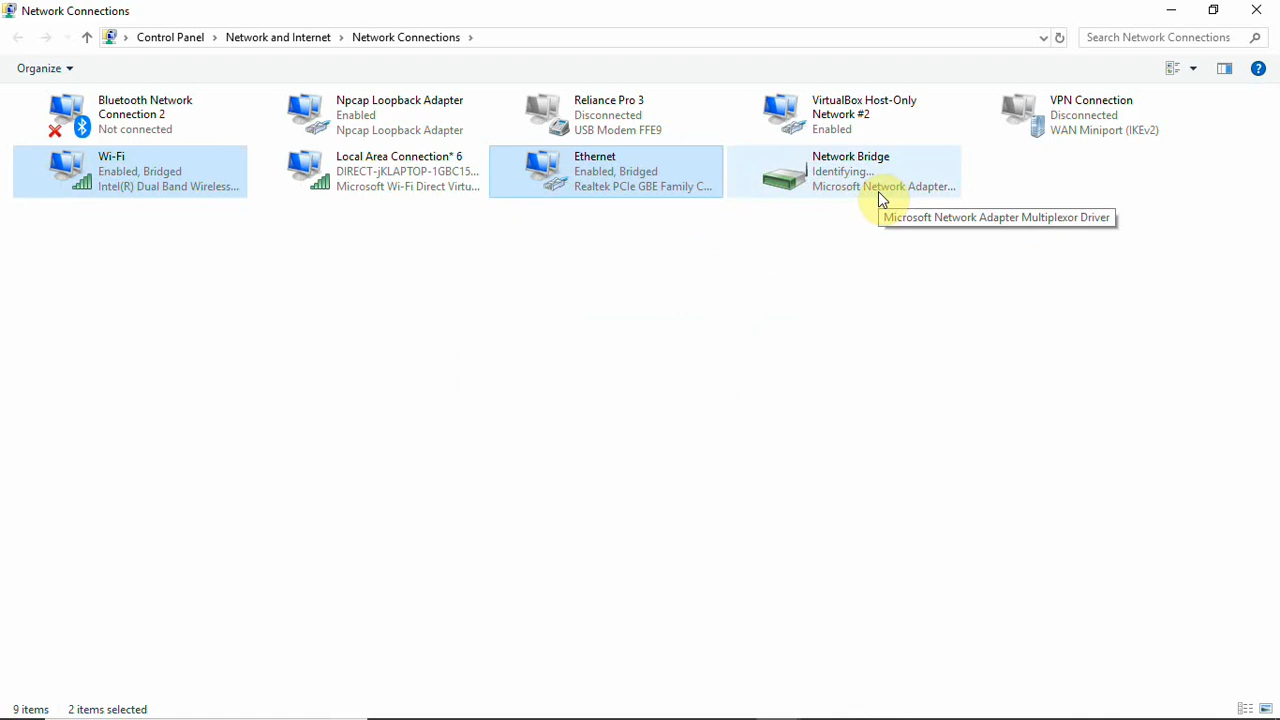 Network Connections
Control Panel > Network and Internet > Network Connections >
Search Network Connections
Organize
Bluetooth Network
Connection 2
Not connected
Npcap Loopback Adapter
Enabled
Npcap Loopback Adapter
Reliance Pro 3
Disconnected
USB Modem FFE9
VirtualBox Host-Only
Network #2
Enabled
VPN Connection
Disconnected
WAN Miniport (IKEv2)
Wi-Fi
Enabled, Bridged
Intel(R) Dual Band Wireless...
Local Area Connection* 6
DIRECT-jKLAPTOP-1GBC15...
Microsoft Wi-Fi Direct Virtu...
Ethernet
Enabled, Bridged
Realtek PCIe GBE Family C...
Network Bridge
Identifying...
Microsoft Network Adapter...
Microsoft Network Adapter Multiplexor Driver
9 items
2 items selected